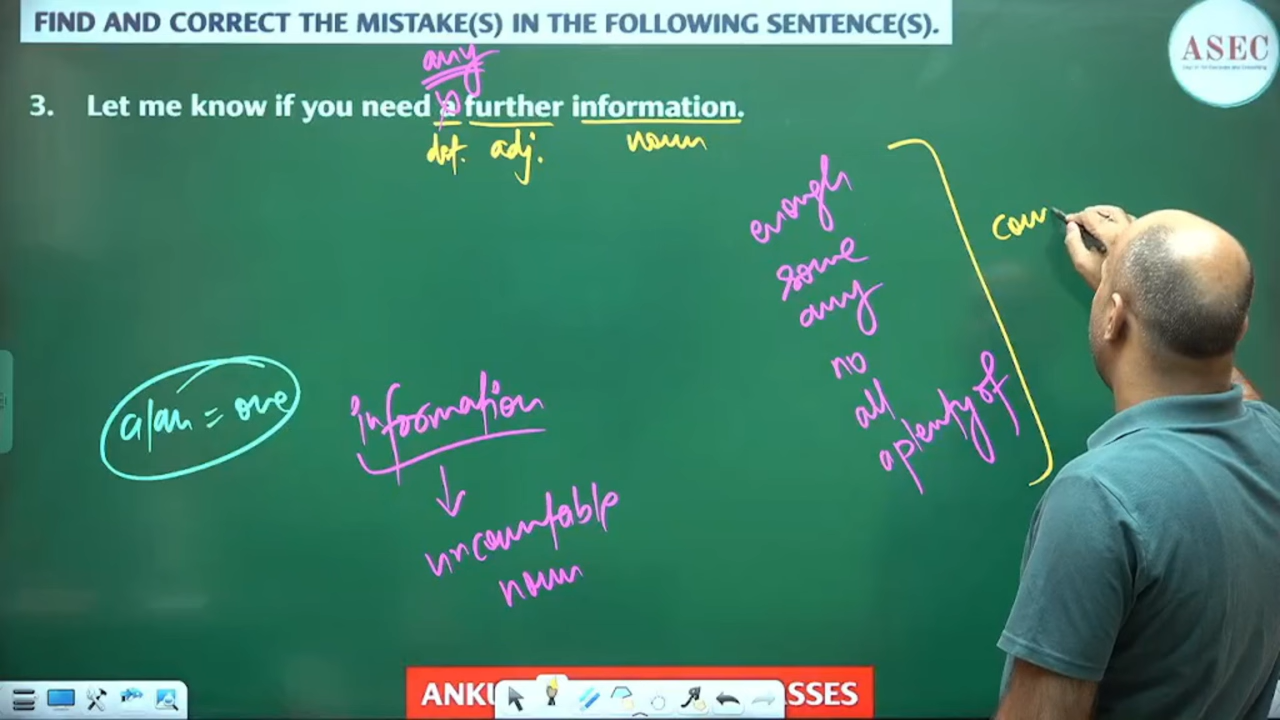 FIND AND CORRECT THE MISTAKE(S) IN THE FOLLOWING SENTENCE(S).
ASEC
any
3. Let me know if you need a further information.
det. adj. noun
enough
some
any
no
all
a plenty of
coun
a/an = one
information
uncountable
noun
ANKU
SSES